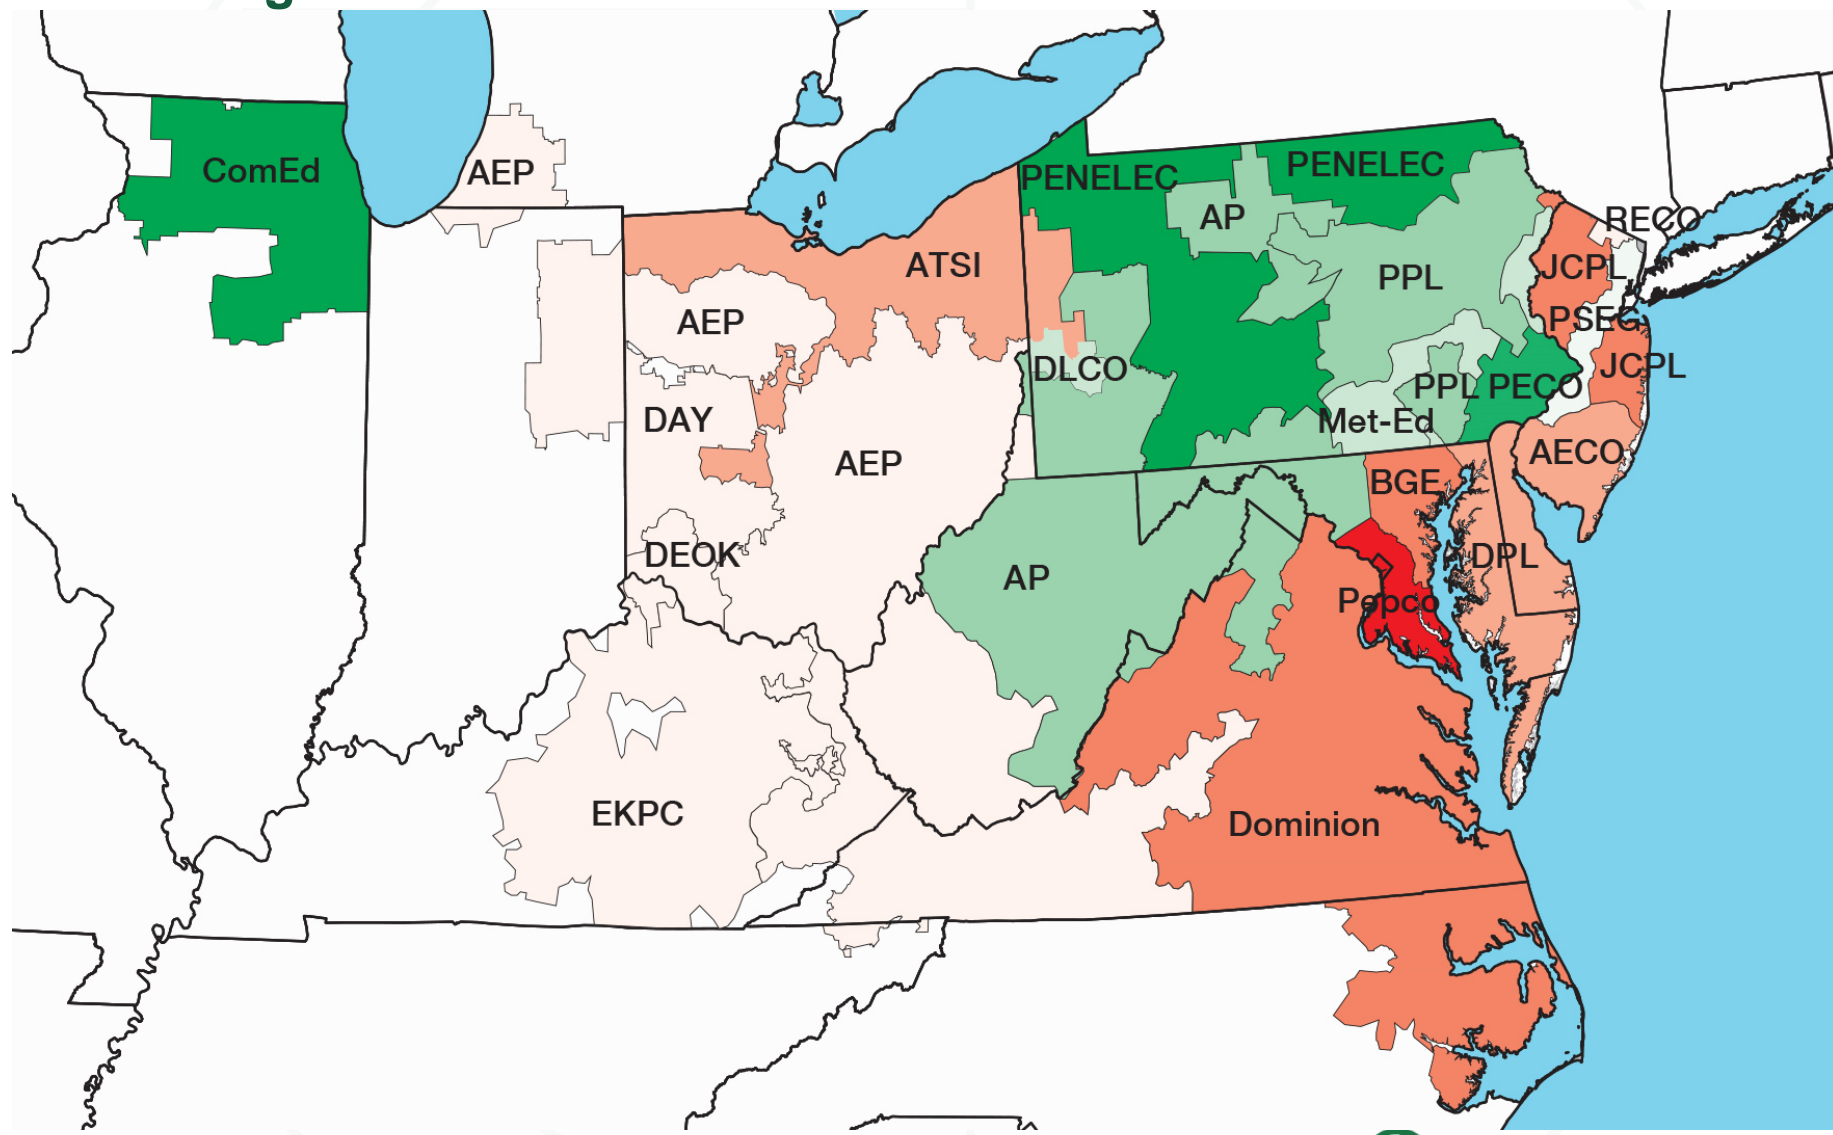 ComEd
AEP
PENELEC
PENELEC
AP
RECO
ATSI
JCPL
PPL
AEP
PSEG
DLCO
JCPL
PPL
PECO
DAY
Met-Ed
AEP
AECO
BGE
DEOK
DPL
AP
Pepco
EKPC
Dominion